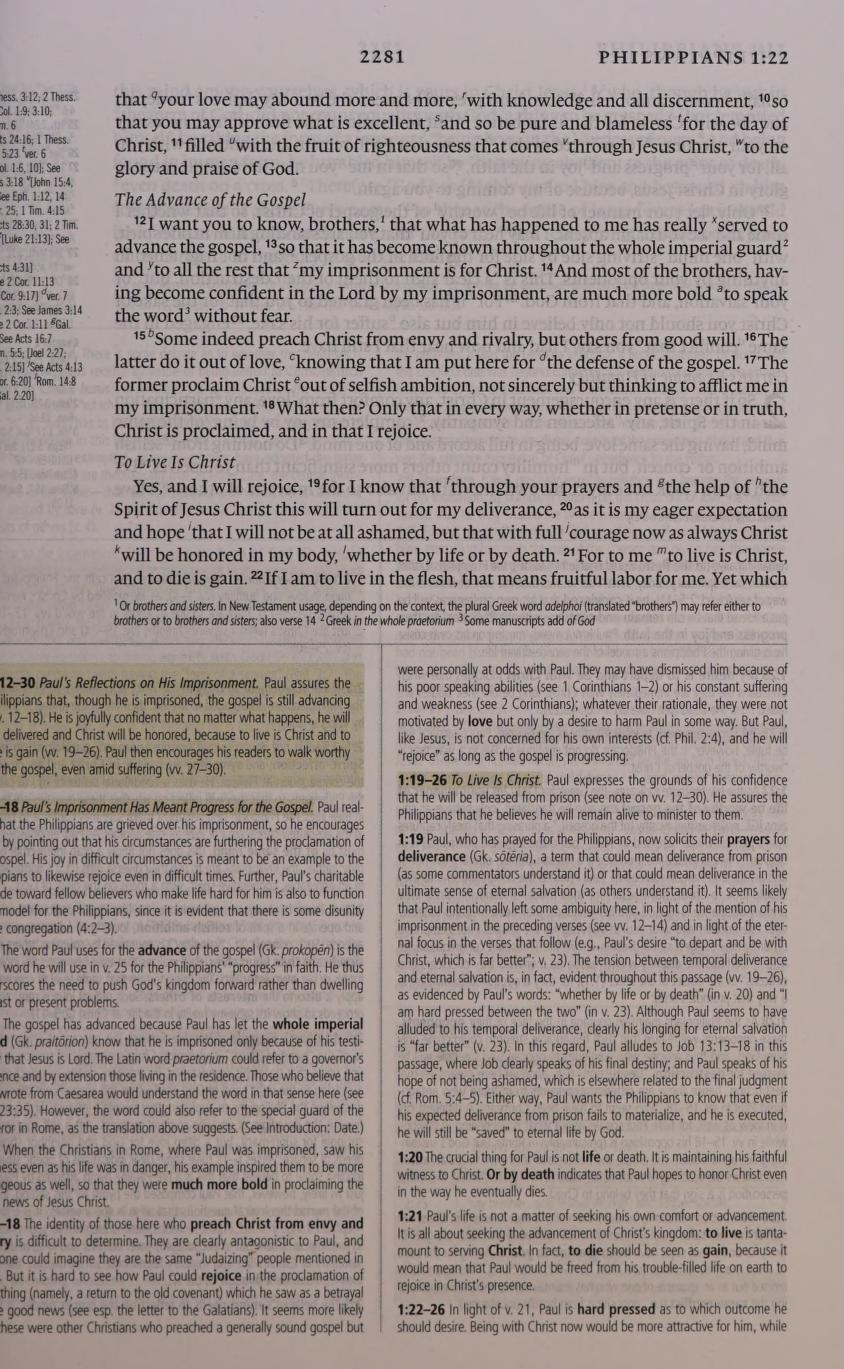 2281
PHILIPPIANS 1:22
ess. 3:12; 2 Thess.
Col. 1:9; 3:10;
m. 6
ts 24:16; 1 Thess.
5:23 ᵗver. 6
ol. 1:6, 10]; See
s 3:18 ᵛ[John 15:4,
ee Eph. 1:12, 14
. 25; 1 Tim. 4:15
cts 28:30, 31; 2 Tim.
[Luke 21:13]; See
cts 4:31]
e 2 Cor. 11:13
Cor. 9:17] ᵈver. 7
. 2:3; See James 3:14
e 2 Cor. 1:11 ᵍGal.
See Acts 16:7
n. 5:5; [Joel 2:27;
. 2:15] ʲSee Acts 4:13
or. 6:20] ˡRom. 14:8
al. 2:20]
that ᑫyour love may abound more and more, ʳwith knowledge and all discernment, ¹⁰so
that you may approve what is excellent, ˢand so be pure and blameless ᵗfor the day of
Christ, ¹¹filled ᵘwith the fruit of righteousness that comes ᵛthrough Jesus Christ, ʷto the
glory and praise of God.
The Advance of the Gospel
¹²I want you to know, brothers,¹ that what has happened to me has really ˣserved to
advance the gospel, ¹³so that it has become known throughout the whole imperial guard²
and ʸto all the rest that ᶻmy imprisonment is for Christ. ¹⁴And most of the brothers, hav-
ing become confident in the Lord by my imprisonment, are much more bold ᵃto speak
the word³ without fear.
¹⁵ᵇSome indeed preach Christ from envy and rivalry, but others from good will. ¹⁶The
latter do it out of love, ᶜknowing that I am put here for ᵈthe defense of the gospel. ¹⁷The
former proclaim Christ ᵉout of selfish ambition, not sincerely but thinking to afflict me in
my imprisonment. ¹⁸What then? Only that in every way, whether in pretense or in truth,
Christ is proclaimed, and in that I rejoice.
To Live Is Christ
Yes, and I will rejoice, ¹⁹for I know that ᶠthrough your prayers and ᵍthe help of ʰthe
Spirit of Jesus Christ this will turn out for my deliverance, ²⁰as it is my eager expectation
and hope ⁱthat I will not be at all ashamed, but that with full ʲcourage now as always Christ
ᵏwill be honored in my body, ˡwhether by life or by death. ²¹For to me ᵐto live is Christ,
and to die is gain. ²²If I am to live in the flesh, that means fruitful labor for me. Yet which
¹ Or brothers and sisters. In New Testament usage, depending on the context, the plural Greek word adelphoi (translated "brothers") may refer either to
brothers or to brothers and sisters; also verse 14 ² Greek in the whole praetorium ³ Some manuscripts add of God
12–30 Paul's Reflections on His Imprisonment. Paul assures the
ilippians that, though he is imprisoned, the gospel is still advancing
v. 12–18). He is joyfully confident that no matter what happens, he will
delivered and Christ will be honored, because to live is Christ and to
e is gain (vv. 19–26). Paul then encourages his readers to walk worthy
the gospel, even amid suffering (vv. 27–30).
–18 Paul's Imprisonment Has Meant Progress for the Gospel. Paul real-
hat the Philippians are grieved over his imprisonment, so he encourages
by pointing out that his circumstances are furthering the proclamation of
ospel. His joy in difficult circumstances is meant to be an example to the
pians to likewise rejoice even in difficult times. Further, Paul's charitable
de toward fellow believers who make life hard for him is also to function
model for the Philippians, since it is evident that there is some disunity
e congregation (4:2–3).
The word Paul uses for the advance of the gospel (Gk. prokopēn) is the
word he will use in v. 25 for the Philippians' "progress" in faith. He thus
rscores the need to push God's kingdom forward rather than dwelling
ast or present problems.
The gospel has advanced because Paul has let the whole imperial
d (Gk. praitōrion) know that he is imprisoned only because of his testi-
that Jesus is Lord. The Latin word praetorium could refer to a governor's
nce and by extension those living in the residence. Those who believe that
wrote from Caesarea would understand the word in that sense here (see
23:35). However, the word could also refer to the special guard of the
ror in Rome, as the translation above suggests. (See Introduction: Date.)
When the Christians in Rome, where Paul was imprisoned, saw his
ess even as his life was in danger, his example inspired them to be more
geous as well, so that they were much more bold in proclaiming the
news of Jesus Christ.
–18 The identity of those here who preach Christ from envy and
ry is difficult to determine. They are clearly antagonistic to Paul, and
one could imagine they are the same "Judaizing" people mentioned in
. But it is hard to see how Paul could rejoice in the proclamation of
thing (namely, a return to the old covenant) which he saw as a betrayal
e good news (see esp. the letter to the Galatians). It seems more likely
hese were other Christians who preached a generally sound gospel but
were personally at odds with Paul. They may have dismissed him because of
his poor speaking abilities (see 1 Corinthians 1–2) or his constant suffering
and weakness (see 2 Corinthians); whatever their rationale, they were not
motivated by love but only by a desire to harm Paul in some way. But Paul,
like Jesus, is not concerned for his own interests (cf. Phil. 2:4), and he will
"rejoice" as long as the gospel is progressing.
1:19–26 To Live Is Christ. Paul expresses the grounds of his confidence
that he will be released from prison (see note on vv. 12–30). He assures the
Philippians that he believes he will remain alive to minister to them.
1:19 Paul, who has prayed for the Philippians, now solicits their prayers for
deliverance (Gk. sōtēria), a term that could mean deliverance from prison
(as some commentators understand it) or that could mean deliverance in the
ultimate sense of eternal salvation (as others understand it). It seems likely
that Paul intentionally left some ambiguity here, in light of the mention of his
imprisonment in the preceding verses (see vv. 12–14) and in light of the eter-
nal focus in the verses that follow (e.g., Paul's desire "to depart and be with
Christ, which is far better"; v. 23). The tension between temporal deliverance
and eternal salvation is, in fact, evident throughout this passage (vv. 19–26),
as evidenced by Paul's words: "whether by life or by death" (in v. 20) and "I
am hard pressed between the two" (in v. 23). Although Paul seems to have
alluded to his temporal deliverance, clearly his longing for eternal salvation
is "far better" (v. 23). In this regard, Paul alludes to Job 13:13–18 in this
passage, where Job clearly speaks of his final destiny; and Paul speaks of his
hope of not being ashamed, which is elsewhere related to the final judgment
(cf. Rom. 5:4–5). Either way, Paul wants the Philippians to know that even if
his expected deliverance from prison fails to materialize, and he is executed,
he will still be "saved" to eternal life by God.
1:20 The crucial thing for Paul is not life or death. It is maintaining his faithful
witness to Christ. Or by death indicates that Paul hopes to honor Christ even
in the way he eventually dies.
1:21 Paul's life is not a matter of seeking his own comfort or advancement.
It is all about seeking the advancement of Christ's kingdom: to live is tanta-
mount to serving Christ. In fact, to die should be seen as gain, because it
would mean that Paul would be freed from his trouble-filled life on earth to
rejoice in Christ's presence.
1:22–26 In light of v. 21, Paul is hard pressed as to which outcome he
should desire. Being with Christ now would be more attractive for him, while